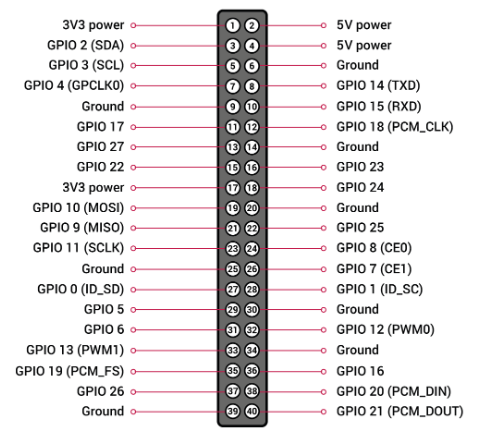 3V3 power 1 2 5V power
GPIO 2 (SDA) 3 4 5V power
GPIO 3 (SCL) 5 6 Ground
GPIO 4 (GPCLK0) 7 8 GPIO 14 (TXD)
Ground 9 10 GPIO 15 (RXD)
GPIO 17 11 12 GPIO 18 (PCM_CLK)
GPIO 27 13 14 Ground
GPIO 22 15 16 GPIO 23
3V3 power 17 18 GPIO 24
GPIO 10 (MOSI) 19 20 Ground
GPIO 9 (MISO) 21 22 GPIO 25
GPIO 11 (SCLK) 23 24 GPIO 8 (CE0)
Ground 25 26 GPIO 7 (CE1)
GPIO 0 (ID_SD) 27 28 GPIO 1 (ID_SC)
GPIO 5 29 30 Ground
GPIO 6 31 32 GPIO 12 (PWM0)
GPIO 13 (PWM1) 33 34 Ground
GPIO 19 (PCM_FS) 35 36 GPIO 16
GPIO 26 37 38 GPIO 20 (PCM_DIN)
Ground 39 40 GPIO 21 (PCM_DOUT)